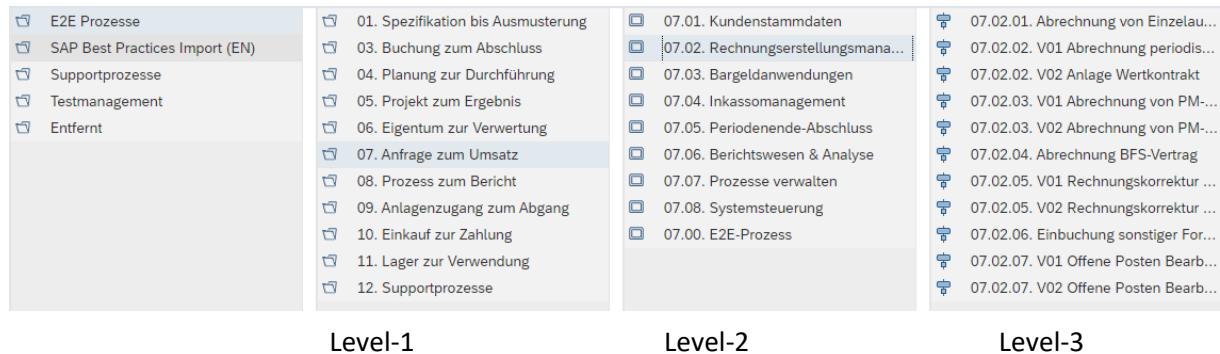 E2E Prozesse
SAP Best Practices Import (EN)
Supportprozesse
Testmanagement
Entfernt
01. Spezifikation bis Ausmusterung
03. Buchung zum Abschluss
04. Planung zur Durchführung
05. Projekt zum Ergebnis
06. Eigentum zur Verwertung
07. Anfrage zum Umsatz
08. Prozess zum Bericht
09. Anlagenzugang zum Abgang
10. Einkauf zur Zahlung
11. Lager zur Verwendung
12. Supportprozesse
07.01. Kundenstammdaten
07.02. Rechnungserstellungsmana...
07.03. Bargeldanwendungen
07.04. Inkassomanagement
07.05. Periodenende-Abschluss
07.06. Berichtswesen & Analyse
07.07. Prozesse verwalten
07.08. Systemsteuerung
07.00. E2E-Prozess
07.02.01. Abrechnung von Einzelau...
07.02.02. V01 Abrechnung periodis...
07.02.02. V02 Anlage Wertkontrakt
07.02.03. V01 Abrechnung von PM-...
07.02.03. V02 Abrechnung von PM-...
07.02.04. Abrechnung BFS-Vertrag
07.02.05. V01 Rechnungskorrektur ...
07.02.05. V02 Rechnungskorrektur ...
07.02.06. Einbuchung sonstiger For...
07.02.07. V01 Offene Posten Bearb...
07.02.07. V02 Offene Posten Bearb...
Level-1
Level-2
Level-3